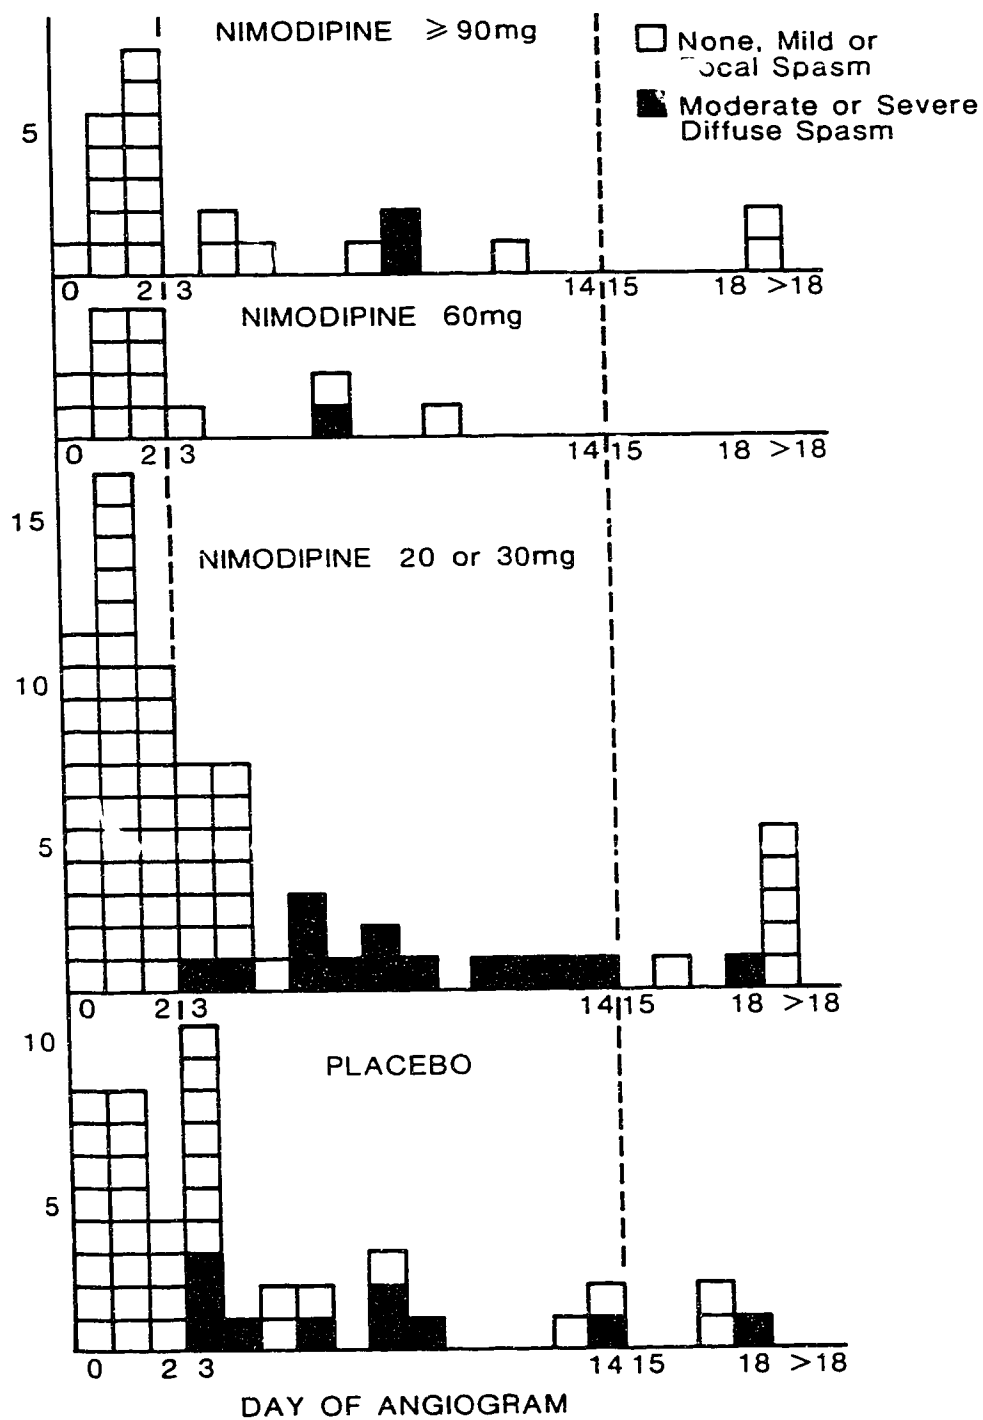 NIMODIPINE ≥ 90mg
None, Mild or
Spasm
Moderate or Severe
Diffuse Spasm
5
0 2 3 14 15 18 >18
NIMODIPINE 60mg
0 2 3 14 15 18 >18
15
NIMODIPINE 20 or 30mg
10
5
0 2 3 14 15 18 >18
10
PLACEBO
5
0 2 3 14 15 18 >18
DAY OF ANGIOGRAM